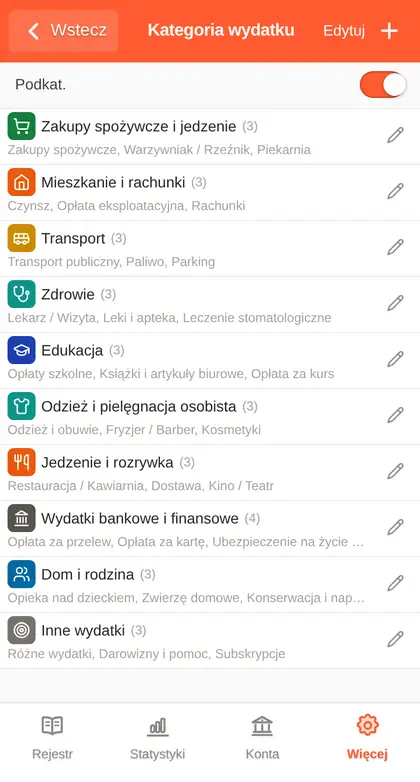 Wstecz Kategoria wydatku Edytuj
Podkat.
Zakupy spożywcze i jedzenie (3)
Zakupy spożywcze, Warzywniak / Rzeźnik, Piekarnia
Mieszkanie i rachunki (3)
Czynsz, Opłata eksploatacyjna, Rachunki
Transport (3)
Transport publiczny, Paliwo, Parking
Zdrowie (3)
Lekarz / Wizyta, Leki i apteka, Leczenie stomatologiczne
Edukacja (3)
Opłaty szkolne, Książki i artykuły biurowe, Opłata za kurs
Odzież i pielęgnacja osobista (3)
Odzież i obuwie, Fryzjer / Barber, Kosmetyki
Jedzenie i rozrywka (3)
Restauracja / Kawiarnia, Dostawa, Kino / Teatr
Wydatki bankowe i finansowe (4)
Opłata za przelew, Opłata za kartę, Ubezpieczenie na życie ...
Dom i rodzina (3)
Opieka nad dzieckiem, Zwierzę domowe, Konserwacja i nap...
Inne wydatki (3)
Różne wydatki, Darowizny i pomoc, Subskrypcje
Rejestr Statystyki Konta Więcej